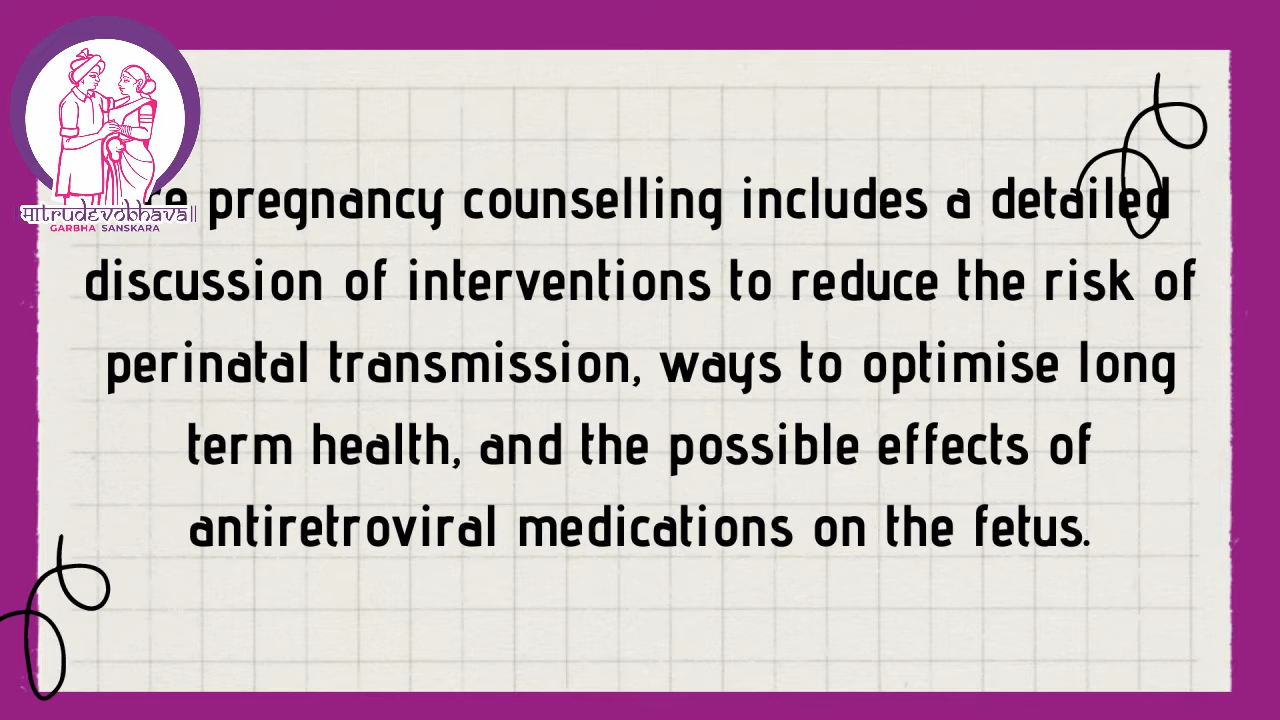 मातrudevobhava॥
GARBHA SANSKARA
pregnancy counselling includes a detailed
discussion of interventions to reduce the risk of
perinatal transmission, ways to optimise long
term health, and the possible effects of
antiretroviral medications on the fetus.